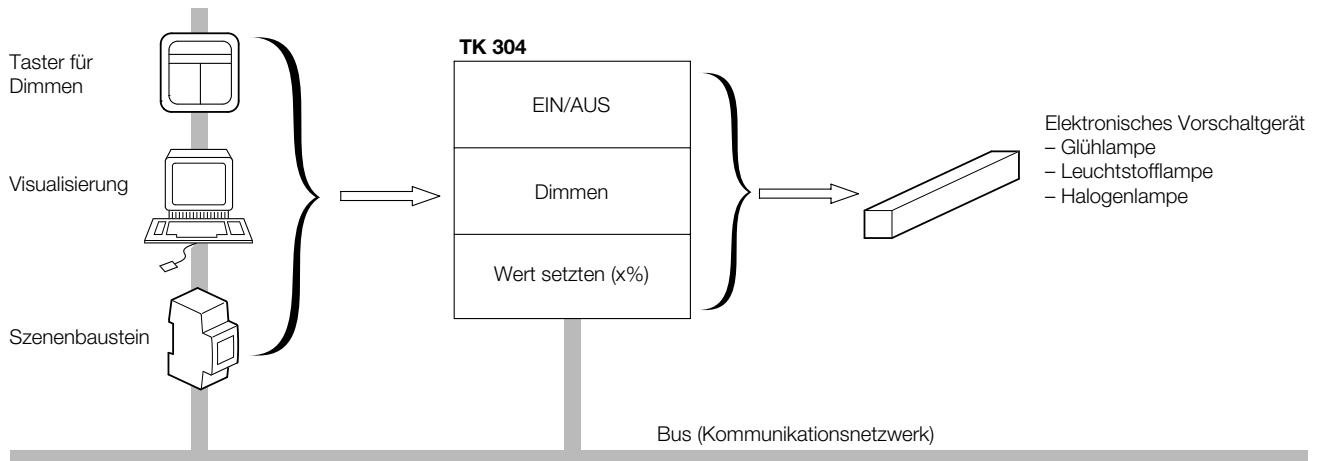 Taster für
Dimmen
Visualisierung
Szenenbaustein
TK 304
EIN/AUS
Dimmen
Wert setzten (x%)
Elektronisches Vorschaltgerät
– Glühlampe
– Leuchtstofflampe
– Halogenlampe
Bus (Kommunikationsnetzwerk)